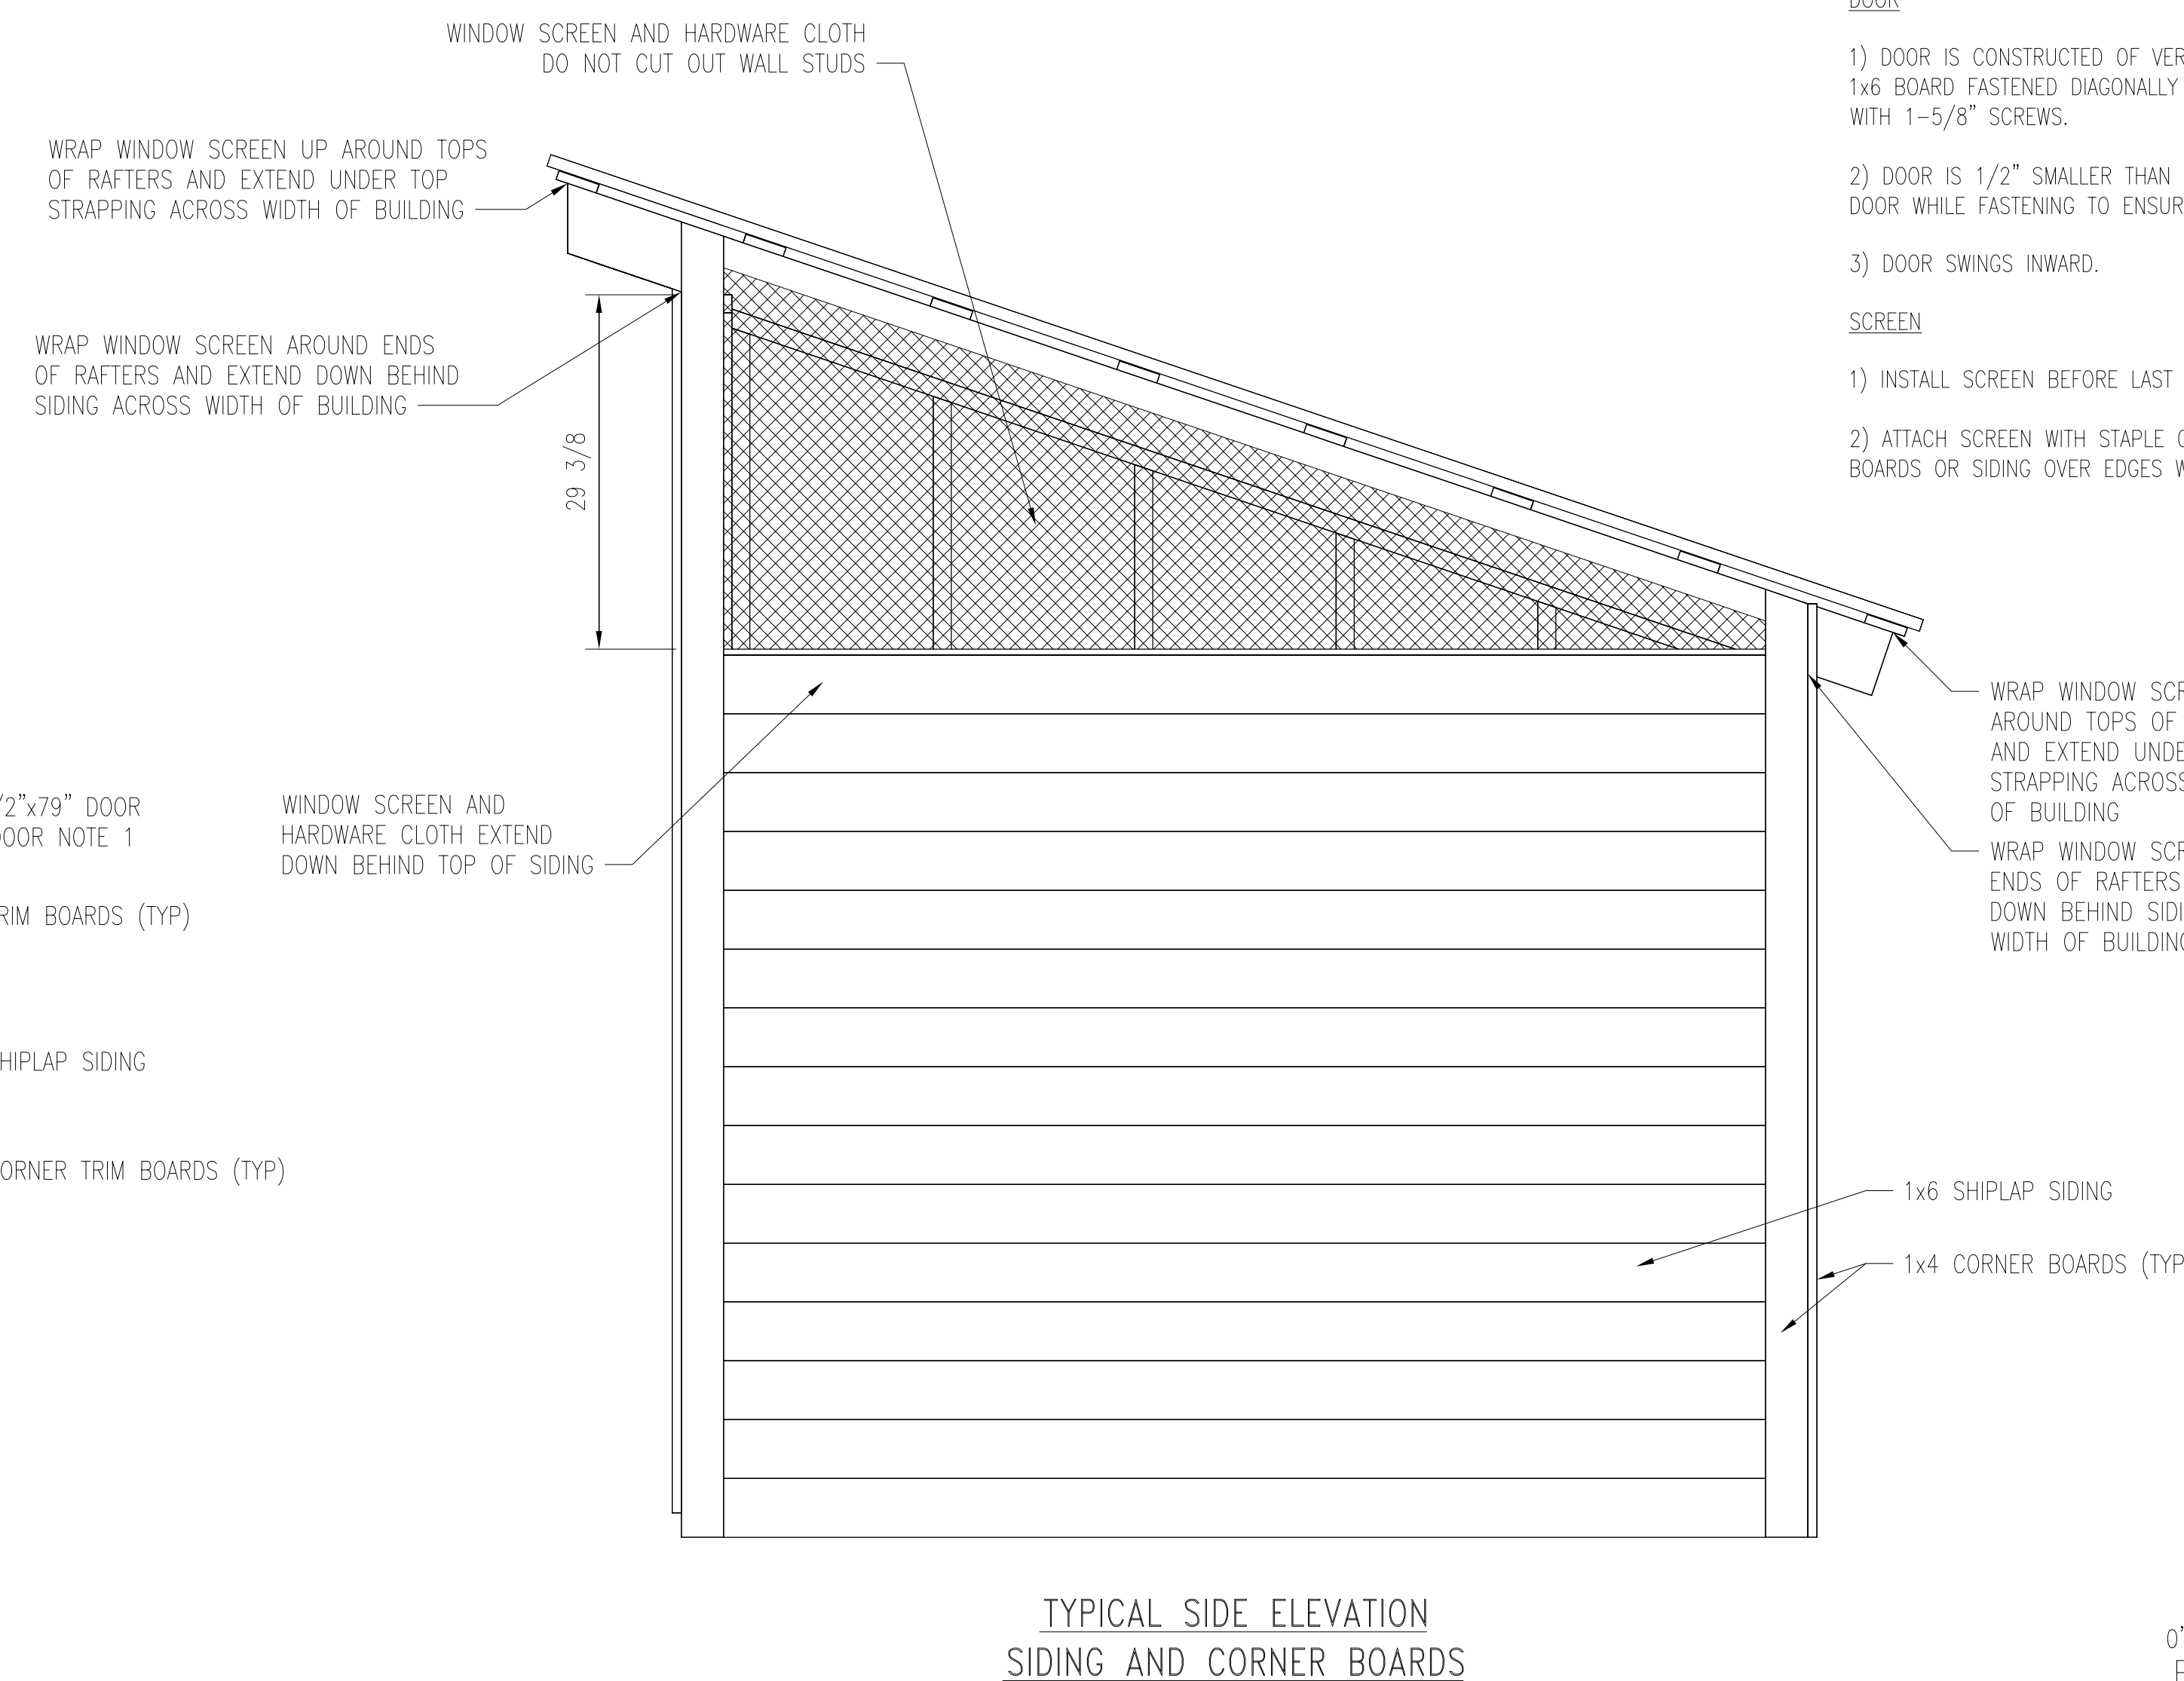 WINDOW SCREEN AND HARDWARE CLOTH
DO NOT CUT OUT WALL STUDS
WRAP WINDOW SCREEN UP AROUND TOPS
OF RAFTERS AND EXTEND UNDER TOP
STRAPPING ACROSS WIDTH OF BUILDING
WRAP WINDOW SCREEN AROUND ENDS
OF RAFTERS AND EXTEND DOWN BEHIND
SIDING ACROSS WIDTH OF BUILDING
29 3/8
/2"x79" DOOR
DOOR NOTE 1
RIM BOARDS (TYP)
HIPLAP SIDING
ORNER TRIM BOARDS (TYP)
WINDOW SCREEN AND
HARDWARE CLOTH EXTEND
DOWN BEHIND TOP OF SIDING
DOOR
1) DOOR IS CONSTRUCTED OF VER
1x6 BOARD FASTENED DIAGONALLY
WITH 1-5/8" SCREWS.
2) DOOR IS 1/2" SMALLER THAN
DOOR WHILE FASTENING TO ENSUR
3) DOOR SWINGS INWARD.
SCREEN
1) INSTALL SCREEN BEFORE LAST
2) ATTACH SCREEN WITH STAPLE
BOARDS OR SIDING OVER EDGES W
WRAP WINDOW SCR
AROUND TOPS OF
AND EXTEND UNDE
STRAPPING ACROSS
OF BUILDING
WRAP WINDOW SCR
ENDS OF RAFTERS
DOWN BEHIND SIDI
WIDTH OF BUILDING
1x6 SHIPLAP SIDING
1x4 CORNER BOARDS (TYP
TYPICAL SIDE ELEVATION
SIDING AND CORNER BOARDS
0"